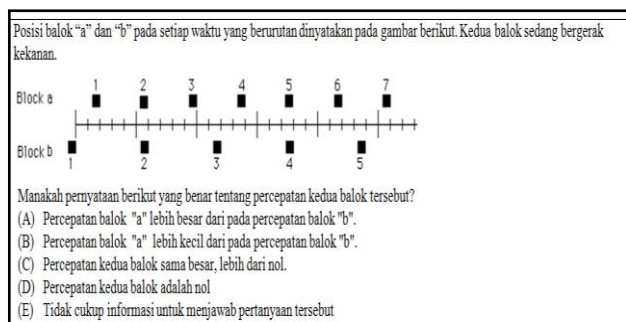 Posisi balok “a” dan “b” pada setiap waktu yang berurutan dinyatakan pada gambar berikut. Kedua balok sedang bergerak
kekanan.
1 2 3 4 5 6 7
Block a
Block b
1 2 3 4 5
Manakah pernyataan berikut yang benar tentang percepatan kedua balok tersebut?
(A) Percepatan balok "a" lebih besar dari pada percepatan balok "b".
(B) Percepatan balok "a" lebih kecil dari pada percepatan balok "b".
(C) Percepatan kedua balok sama besar, lebih dari nol.
(D) Percepatan kedua balok adalah nol
(E) Tidak cukup informasi untuk menjawab pertanyaan tersebut